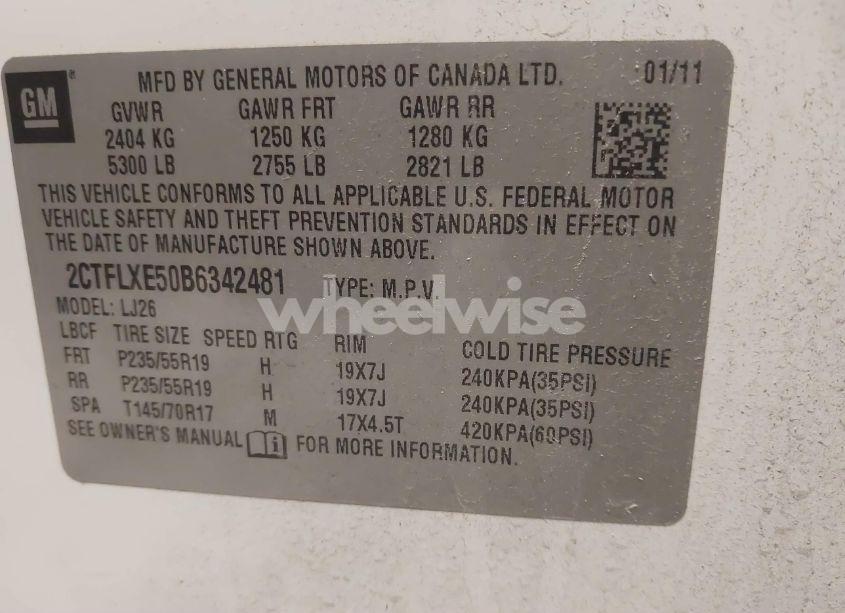 GM ®
MFD BY GENERAL MOTORS OF CANADA LTD. 01/11
GVWR GAWR FRT GAWR RR
2404 KG 1250 KG 1280 KG
5300 LB 2755 LB 2821 LB
THIS VEHICLE CONFORMS TO ALL APPLICABLE U.S. FEDERAL MOTOR
VEHICLE SAFETY AND THEFT PREVENTION STANDARDS IN EFFECT ON
THE DATE OF MANUFACTURE SHOWN ABOVE.
2CTFLXE50B6342481 TYPE: M.P.V.
MODEL: LJ26
wheelwise
LBCF TIRE SIZE SPEED RTG RIM COLD TIRE PRESSURE
FRT P235/55R19 H 19X7J 240KPA(35PSI)
RR P235/55R19 H 19X7J 240KPA(35PSI)
SPA T145/70R17 M 17X4.5T 420KPA(60PSI)
SEE OWNER'S MANUAL FOR MORE INFORMATION.